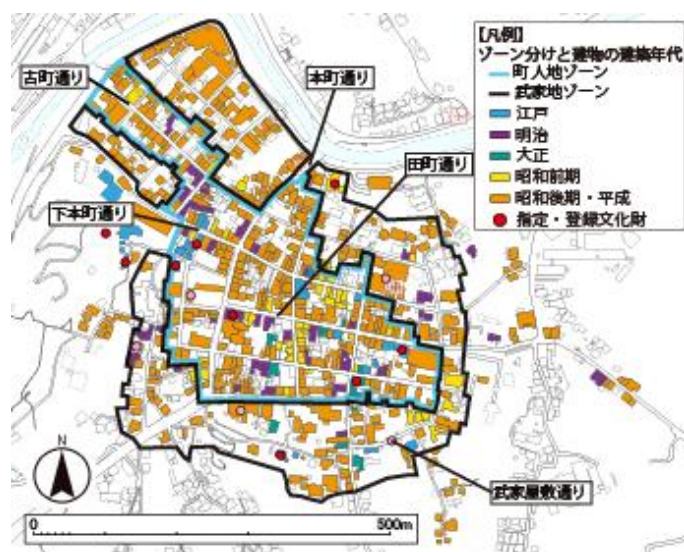 【凡例】
ゾーン分けと建物の建築年代
町人地ゾーン
武家地ゾーン
江戸
明治
大正
昭和前期
昭和後期・平成
指定・登録文化財
古町通り
本町通り
田町通り
下本町通り
武家屋敷通り
N
0
500m